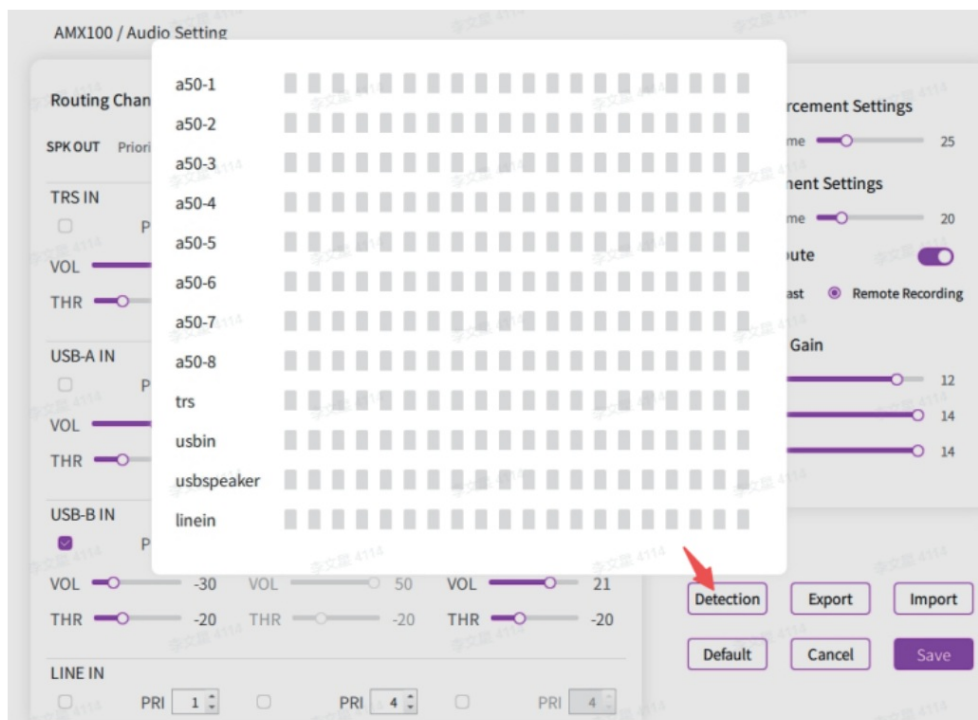 AMX100 / Audio Setting
Routing Chan
SPK OUT Priori
TRS IN
P
VOL
THR
USB-A IN
P
VOL
THR
USB-B IN
P
VOL -30 VOL 50 VOL 21
THR -20 THR -20 THR -20
LINE IN
PRI 1 PRI 4 PRI 4
a50-1
a50-2
a50-3
a50-4
a50-5
a50-6
a50-7
a50-8
trs
usbin
usbspeaker
linein
rcement Settings
me 25
nent Settings
me 20
ute
ast Remote Recording
Gain
12
14
14
Detection Export Import
Default Cancel Save